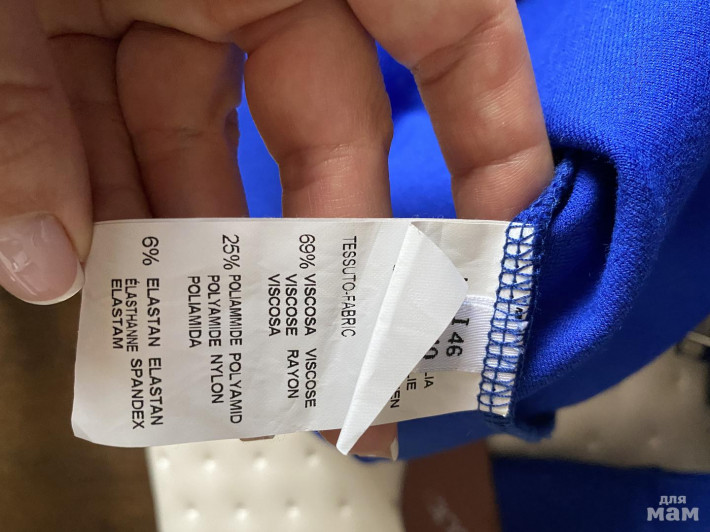 I 46
TESSUTO-FABRIC
69% VISCOSA VISCOSE
VISCOSE RAYON
VISCOSA
25% POLIAMMIDE POLYAMID
POLYAMIDE NYLON
POLIAMIDA
6% ELASTAN ELASTAN
ÉLASTHANNE SPANDEX
ELASTAM
для
мам